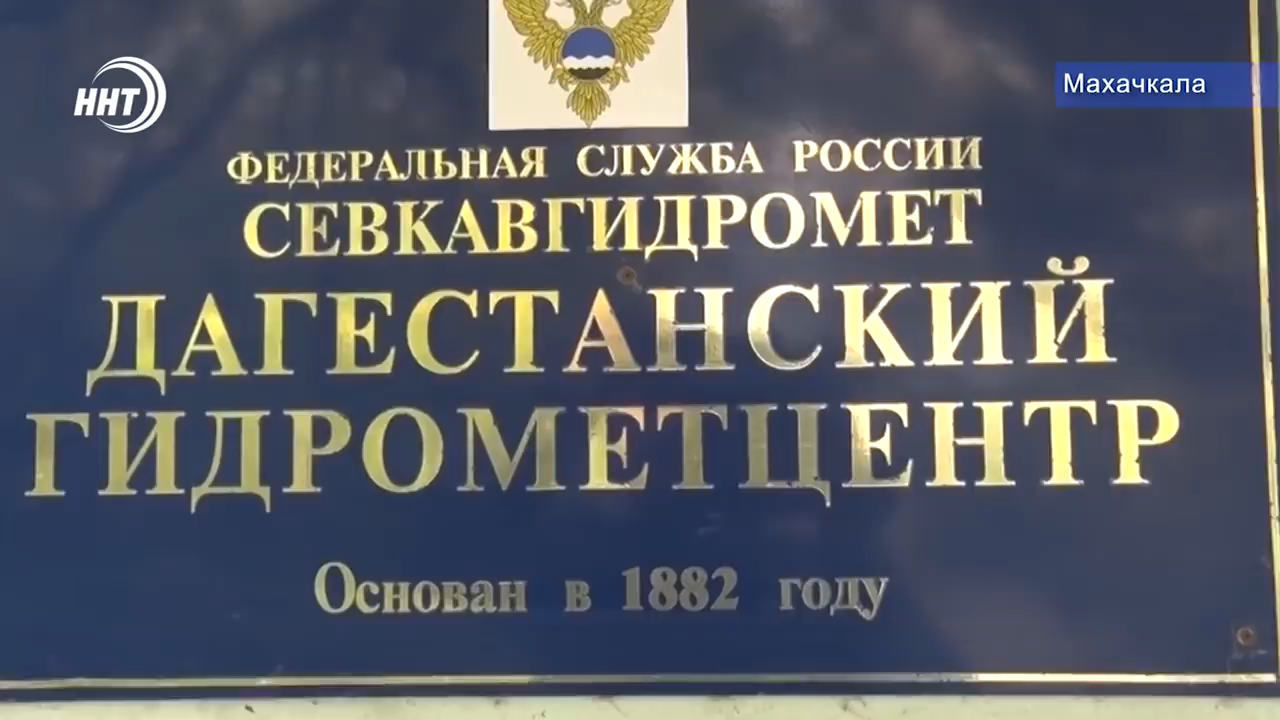 ННТ
Махачкала
ФЕДЕРАЛЬНАЯ СЛУЖБА РОССИИ
СЕВКАВГИДРОМЕТ
ДАГЕСТАНСКИЙ
ГИДРОМЕТЦЕНТР
Основан в 1882 году